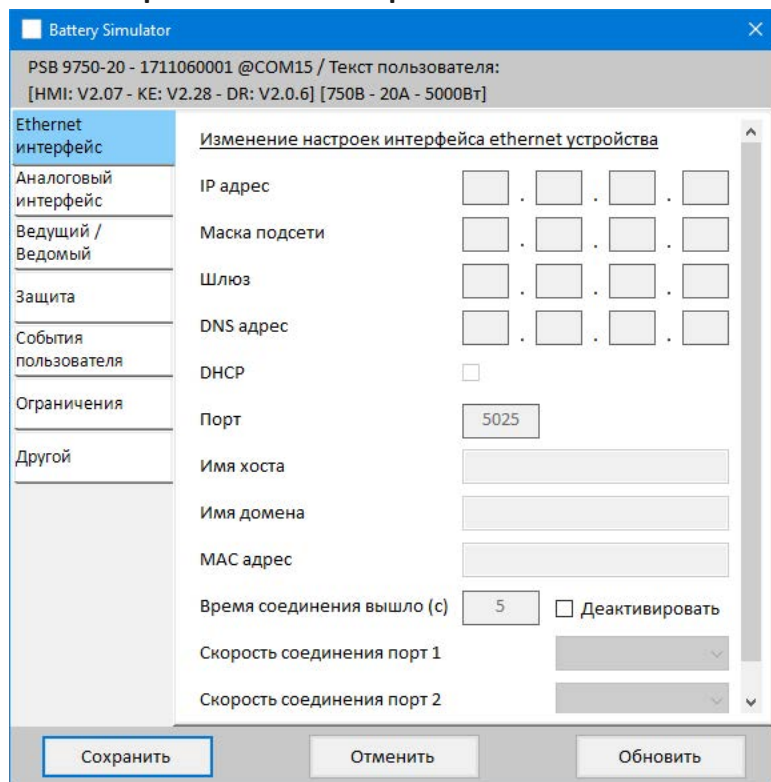 Battery Simulator
PSB 9750-20 - 1711060001 @COM15 / Текст пользователя:
[HMI: V2.07 - KE: V2.28 - DR: V2.0.6] [750В - 20А - 5000Вт]
Ethernet
интерфейс
Аналоговый
интерфейс
Ведущий /
Ведомый
Защита
События
пользователя
Ограничения
Другой
Изменение настроек интерфейса ethernet устройства
IP адрес . . .
Маска подсети . . .
Шлюз . . .
DNS адрес . . .
DHCP
Порт 5025
Имя хоста
Имя домена
MAC адрес
Время соединения вышло (с) 5 Деактивировать
Скорость соединения порт 1
Скорость соединения порт 2
Сохранить Отменить Обновить